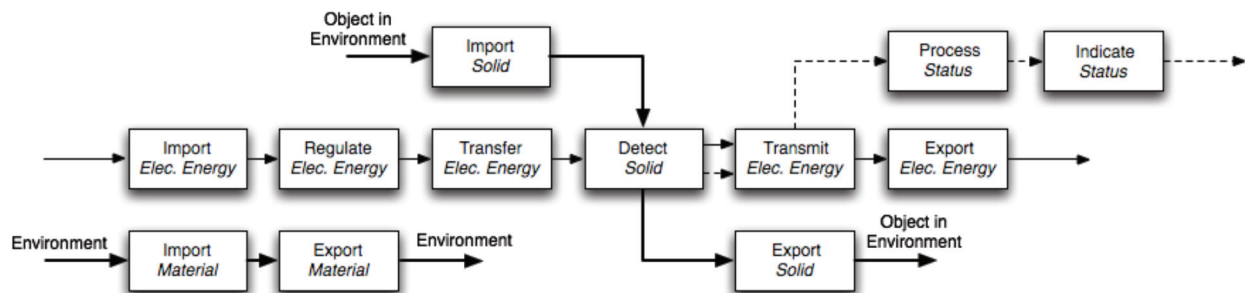 Object in
Environment
Import
Solid
Process
Status
Indicate
Status
Import
Elec. Energy
Regulate
Elec. Energy
Transfer
Elec. Energy
Detect
Solid
Transmit
Elec. Energy
Export
Elec. Energy
Environment
Import
Material
Export
Material
Environment
Export
Solid
Object in
Environment